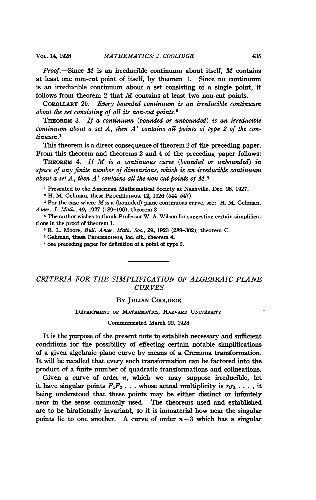 VOL. 14, 1928 MATHEMATICS: J. COOLIDGE 435
Proof.—Since M is an irreducible continuum about itself, M contains
at least one non-cut point of itself, by theorem 1. Since no continuum
is an irreducible continuum about a set consisting of a single point, it
follows from theorem 2 that M contains at least two non-cut points.
COROLLARY 2b. Every bounded continuum is an irreducible continuum
about the set consisting of all its non-cut points.
THEOREM 3. If a continuum (bounded or unbounded) is an irreducible
continuum about a set A, then A' contains all points of type 2 of the con-
tinuum.
This theorem is a direct consequence of theorem 2 of the preceding paper.
From this theorem and theorems 2 and 4 of the preceding paper follows:
THEOREM 4. If M is a continuous curve (bounded or unbounded) in
space of any finite number of dimensions, which is an irreducible continuum
about a set A, then A' contains all the non-cut points of M.
1 Presented to the American Mathematical Society at Nashville, Dec. 28, 1927.
2 H. M. Gehman, these PROCEEDINGS, 12, 1926 (544–547).
3 For the case where M is a (bounded) plane continuous curve, see: H. M. Gehman,
49, 1927 (189–196), theorem 3
4 The author wishes to thank Professor W. A. Wilson for suggesting certain simplifica-
tions in the proof of theorem 1.
5 R. L. Moore, Bull. Amer. Math. Soc., 29, 1923 (289–302), theorem C.
6 Gehman, these PROCEEDINGS, loc. cit., theorem 4.
7 See preceding paper for definition of a point of type 2.
CRITERIA FOR THE SIMPLIFICATION OF ALGEBRAIC PLANE
CURVES
BY JULIAN COOLIDGE
DEPARTMENT OF MATHEMATICS, HARVARD UNIVERSITY
Communicated March 26, 1928
It is the purpose of the present note to establish necessary and sufficient
conditions for the possibility of effecting certain notable simplifications
of a given algebraic plane curve by means of a Cremona transformation.
It will be recalled that every such transformation can be factored into the
product of a finite number of quadratic transformations and collineations.
Given a curve of order n, which we may suppose irreducible, let
it have singular points P₁P₂ . . . whose actual multiplicity is r₁r₂ . . . , it
being understood that these points may be either distinct or infinitely
near in the sense commonly used. The theorems used and established
are to be birationally invariant, so it is immaterial how near the singular
points lie to one another. A curve of order n−3 which has a singular